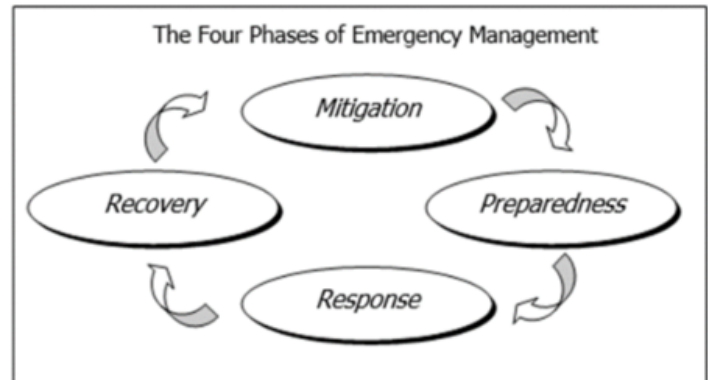 The Four Phases of Emergency Management
Mitigation
Recovery
Preparedness
Response